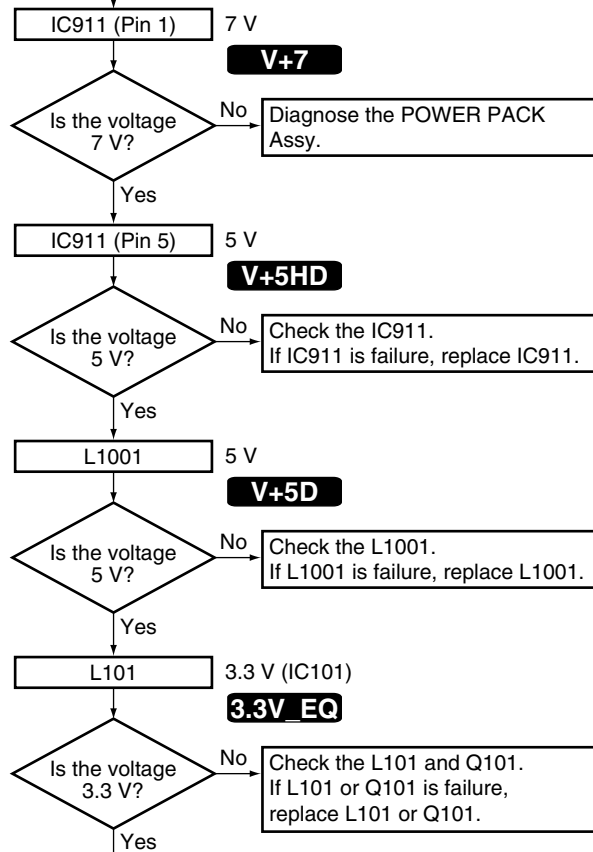 IC911 (Pin 1)
7 V
V+7
Is the voltage
7 V?
No
Diagnose the POWER PACK
Assy.
Yes
IC911 (Pin 5)
5 V
V+5HD
Is the voltage
5 V?
No
Check the IC911.
If IC911 is failure, replace IC911.
Yes
L1001
5 V
V+5D
Is the voltage
5 V?
No
Check the L1001.
If L1001 is failure, replace L1001.
Yes
L101
3.3 V (IC101)
3.3V_EQ
Is the voltage
3.3 V?
No
Check the L101 and Q101.
If L101 or Q101 is failure,
replace L101 or Q101.
Yes